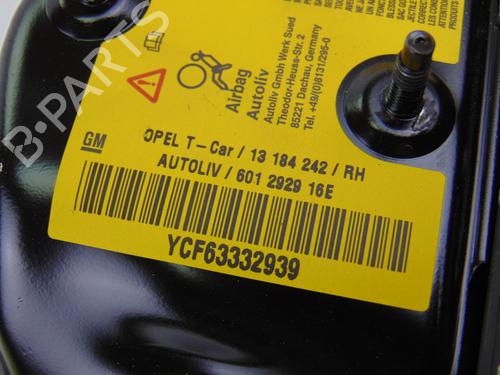 B-PARTS
Airbag
Autoliv
Autoliv Gmbh Werk Sued
Theodor-Heuss-Str. 2
85221 Dachau, Germany
Tel. +49/(0)8131/295-0
GM
OPEL T-Car / 13 184 242 / RH
AUTOLIV / 601 2929 16E
YCF63332939